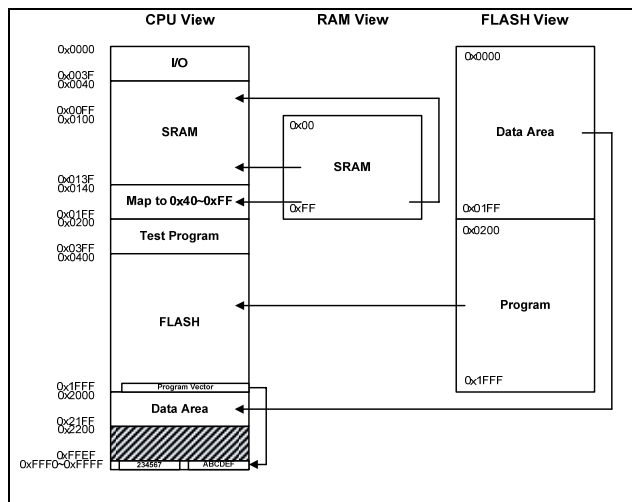 CPU View
RAM View
FLASH View
0x0000
I/O
0x003F
0x0040
0x00FF
0x0100
SRAM
0x013F
0x0140
Map to 0x40~0xFF
0x01FF
0x0200
Test Program
0x03FF
0x0400
FLASH
0x1FFF
Program Vector
0x2000
Data Area
0x21FF
0x2200
0xFFEF
0xFFF0~0xFFFF
234567
ABCDEF
0x00
SRAM
0xFF
0x0000
Data Area
0x01FF
0x0200
Program
0x1FFF